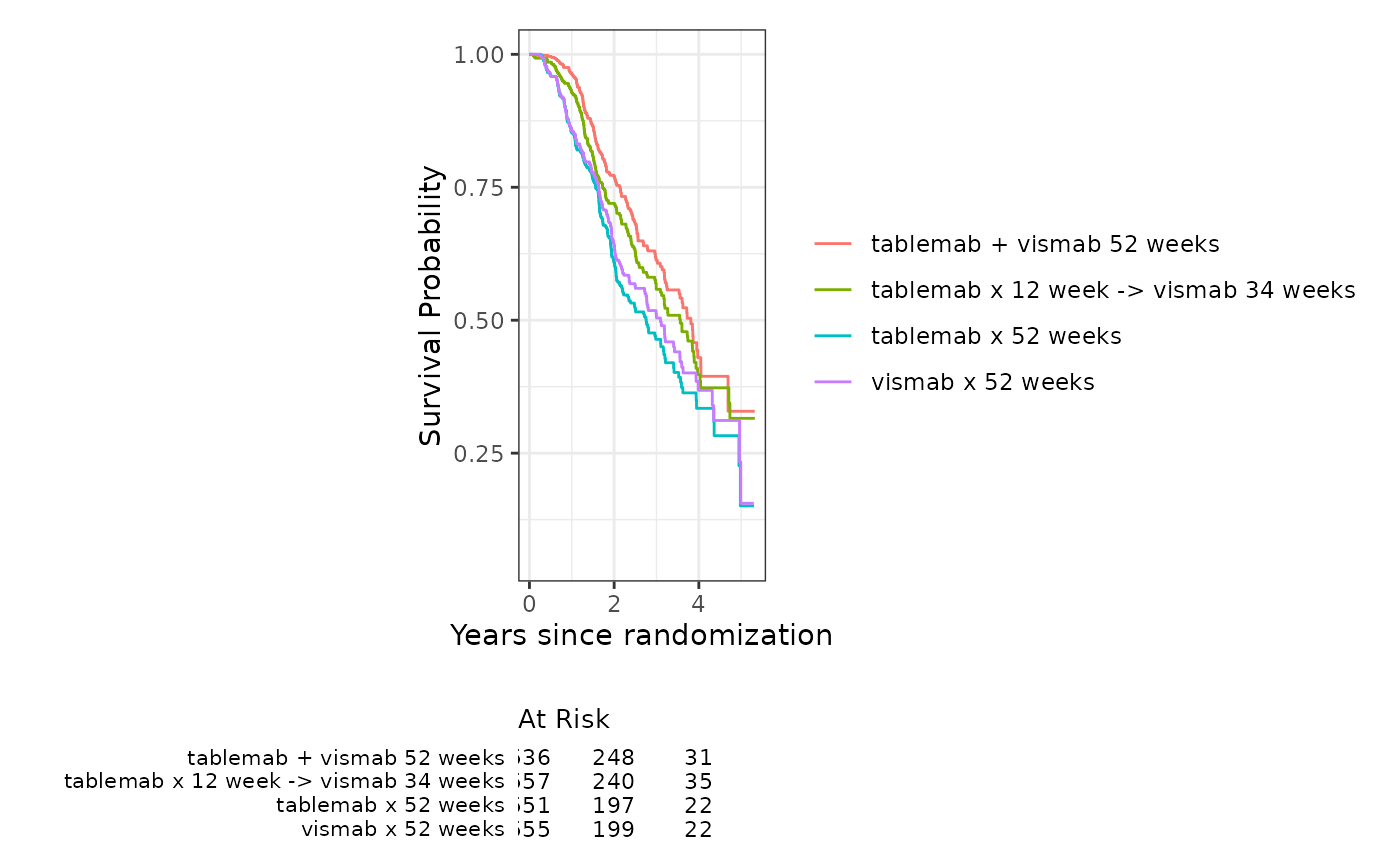 1.00
0.75
0.50
0.25
Survival Probability
0 2 4
Years since randomization
tablemab + vismab 52 weeks
tablemab x 12 week -> vismab 34 weeks
tablemab x 52 weeks
vismab x 52 weeks
At Risk
tablemab + vismab 52 weeks 248 31
tablemab x 12 week -> vismab 34 weeks 240 35
tablemab x 52 weeks 197 22
vismab x 52 weeks 199 22